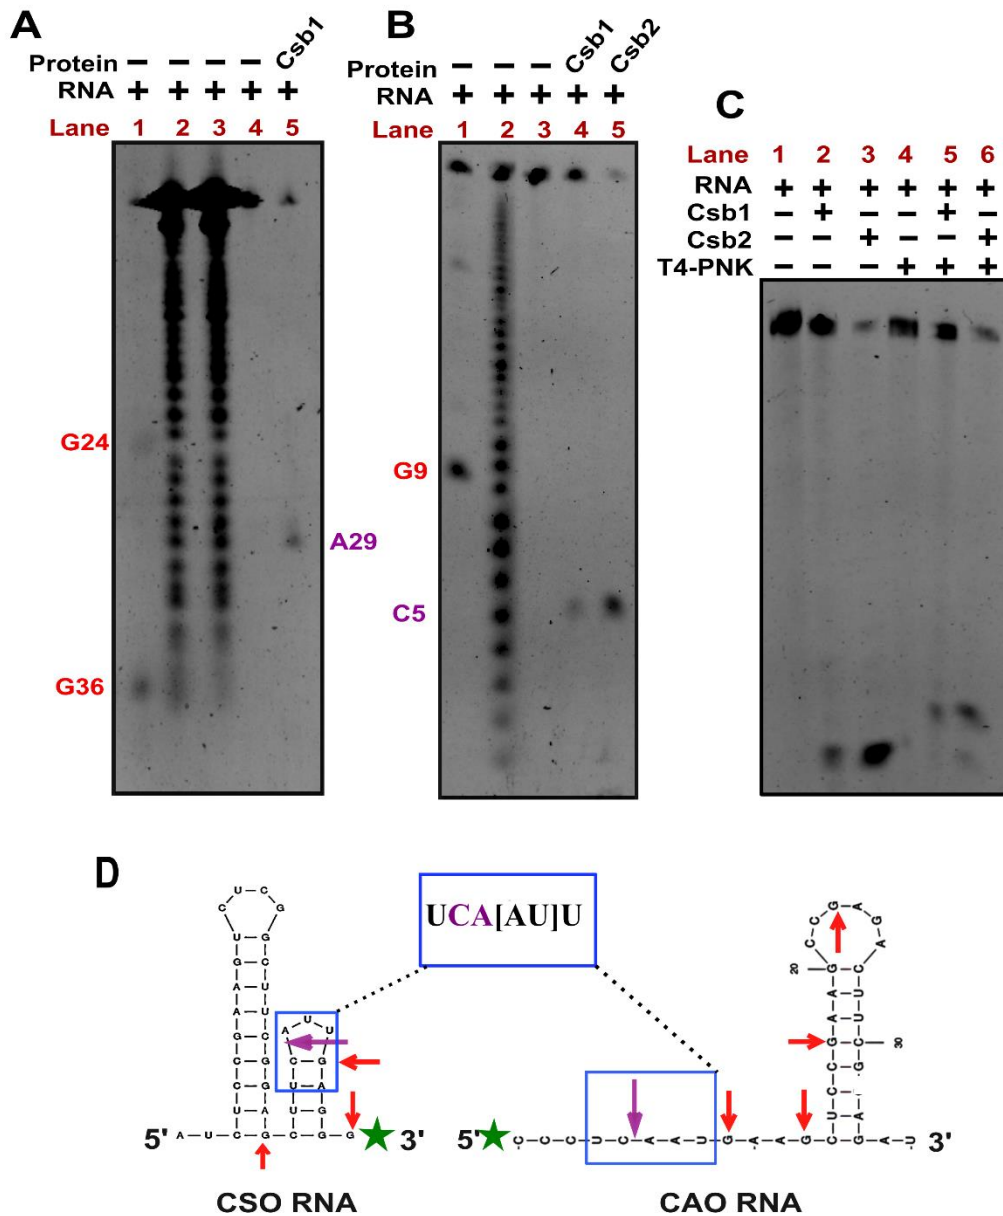 A
Protein − − − − Csb1
RNA + + + + +
Lane 1 2 3 4 5
G24
A29
G36
B
Protein − − − Csb1 Csb2
RNA + + + + +
Lane 1 2 3 4 5
G9
C5
C
Lane 1 2 3 4 5 6
RNA + + + + + +
Csb1 − + − − + −
Csb2 − − + − − +
T4-PNK − − − + + +
D
UCA[AU]U
20
30
5' A U C G C G G 3'
5' C C C U C A A U G A A G C G A U 3'
CSO RNA
CAO RNA